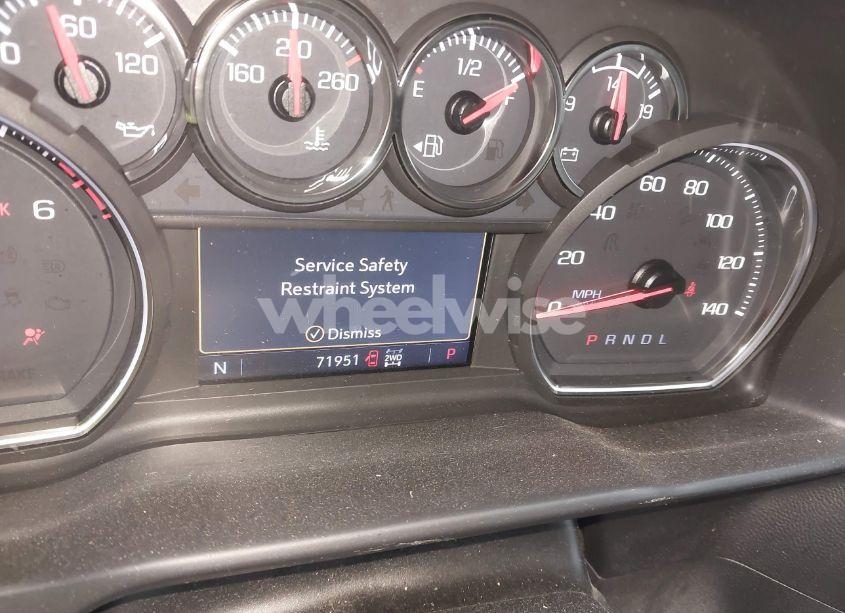 60
120
160
210
260
1/2
E
F
9
14
19
K
6
Service Safety
Restraint System
Dismiss
N
71951
2WD
P
0
20
40
60
80
100
120
140
MPH
P R N D L
wheelwise